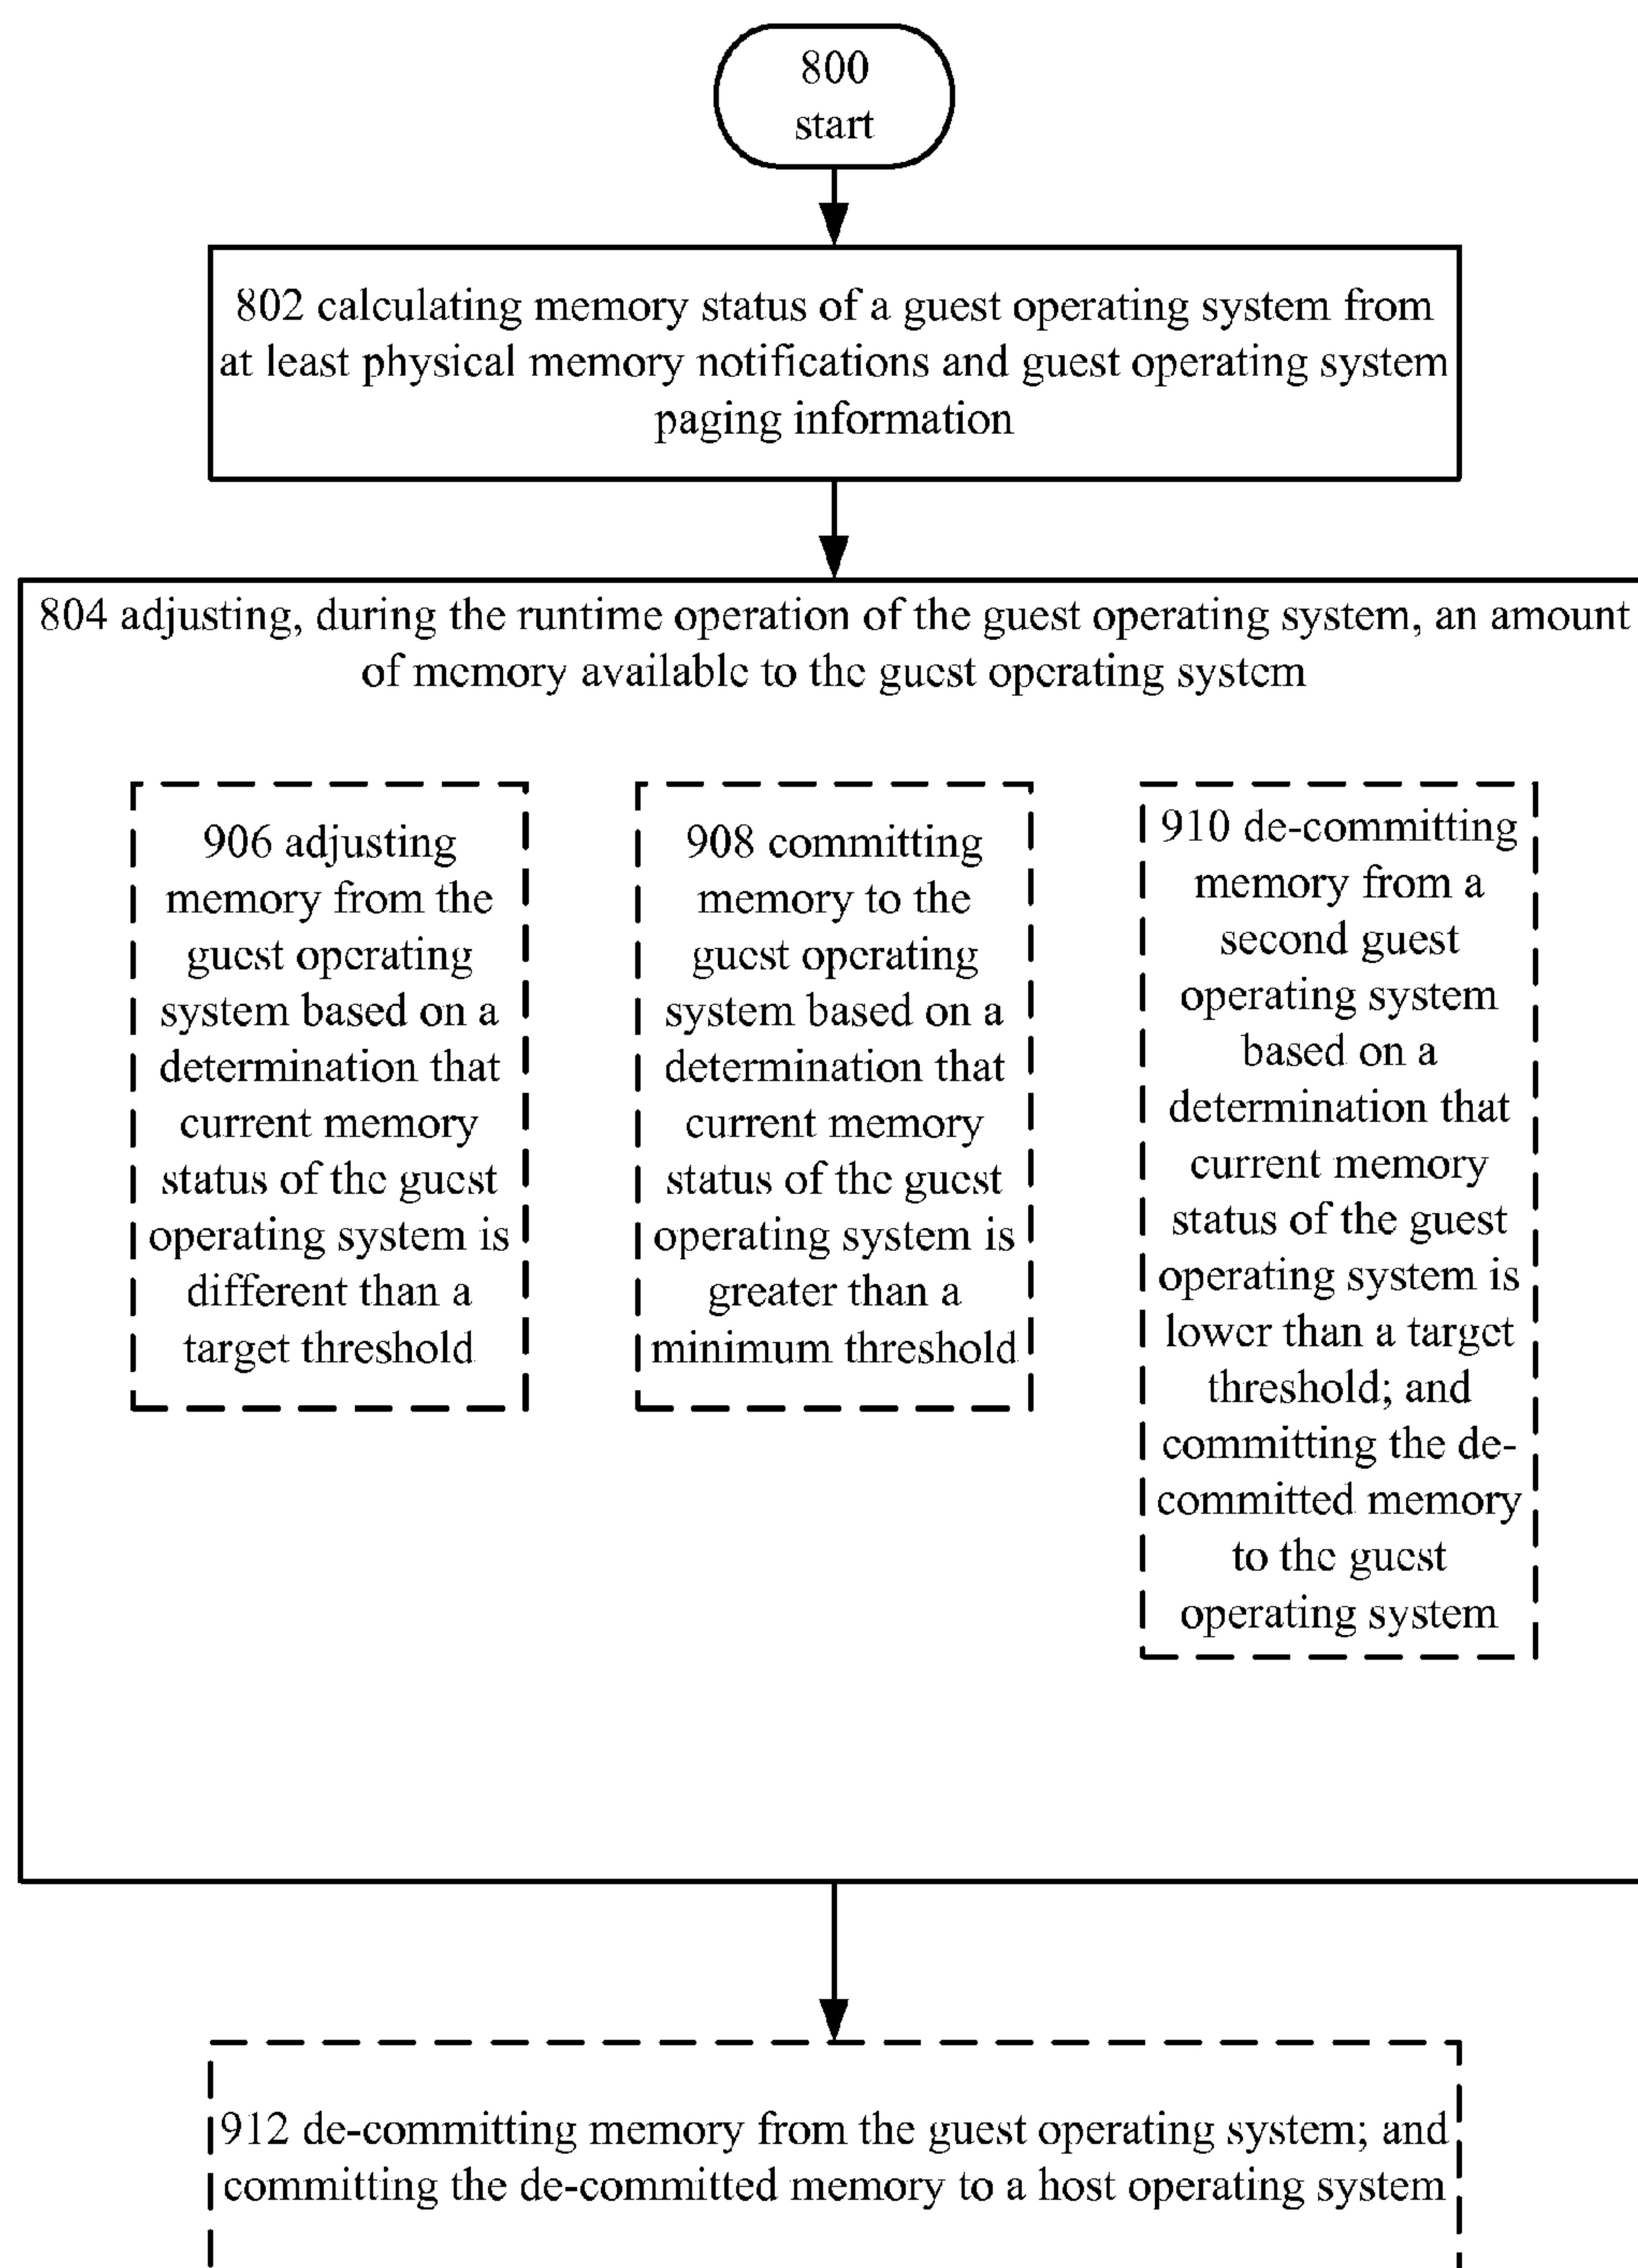 800
start
802 calculating memory status of a guest operating system from
at least physical memory notifications and guest operating system
paging information
804 adjusting, during the runtime operation of the guest operating system, an amount
of memory available to the guest operating system
906 adjusting
memory from the
guest operating
system based on a
determination that
current memory
status of the guest
operating system is
different than a
target threshold
908 committing
memory to the
guest operating
system based on a
determination that
current memory
status of the guest
operating system is
greater than a
minimum threshold
910 de-committing
memory from a
second guest
operating system
based on a
determination that
current memory
status of the guest
operating system is
lower than a target
threshold; and
committing the de-
committed memory
to the guest
operating system
912 de-committing memory from the guest operating system; and
committing the de-committed memory to a host operating system